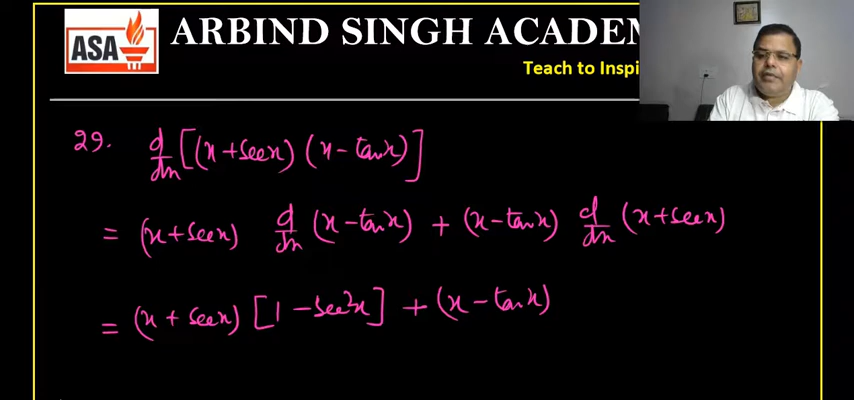 ASA
ARBIND SINGH ACADEM
Teach to Inspi
29. d/dx [(x + secx) (x - tanx)]
= (x + secx) d/dx (x - tanx) + (x - tanx) d/dx (x + secx)
= (x + secx) [1 - sec²x] + (x - tanx)